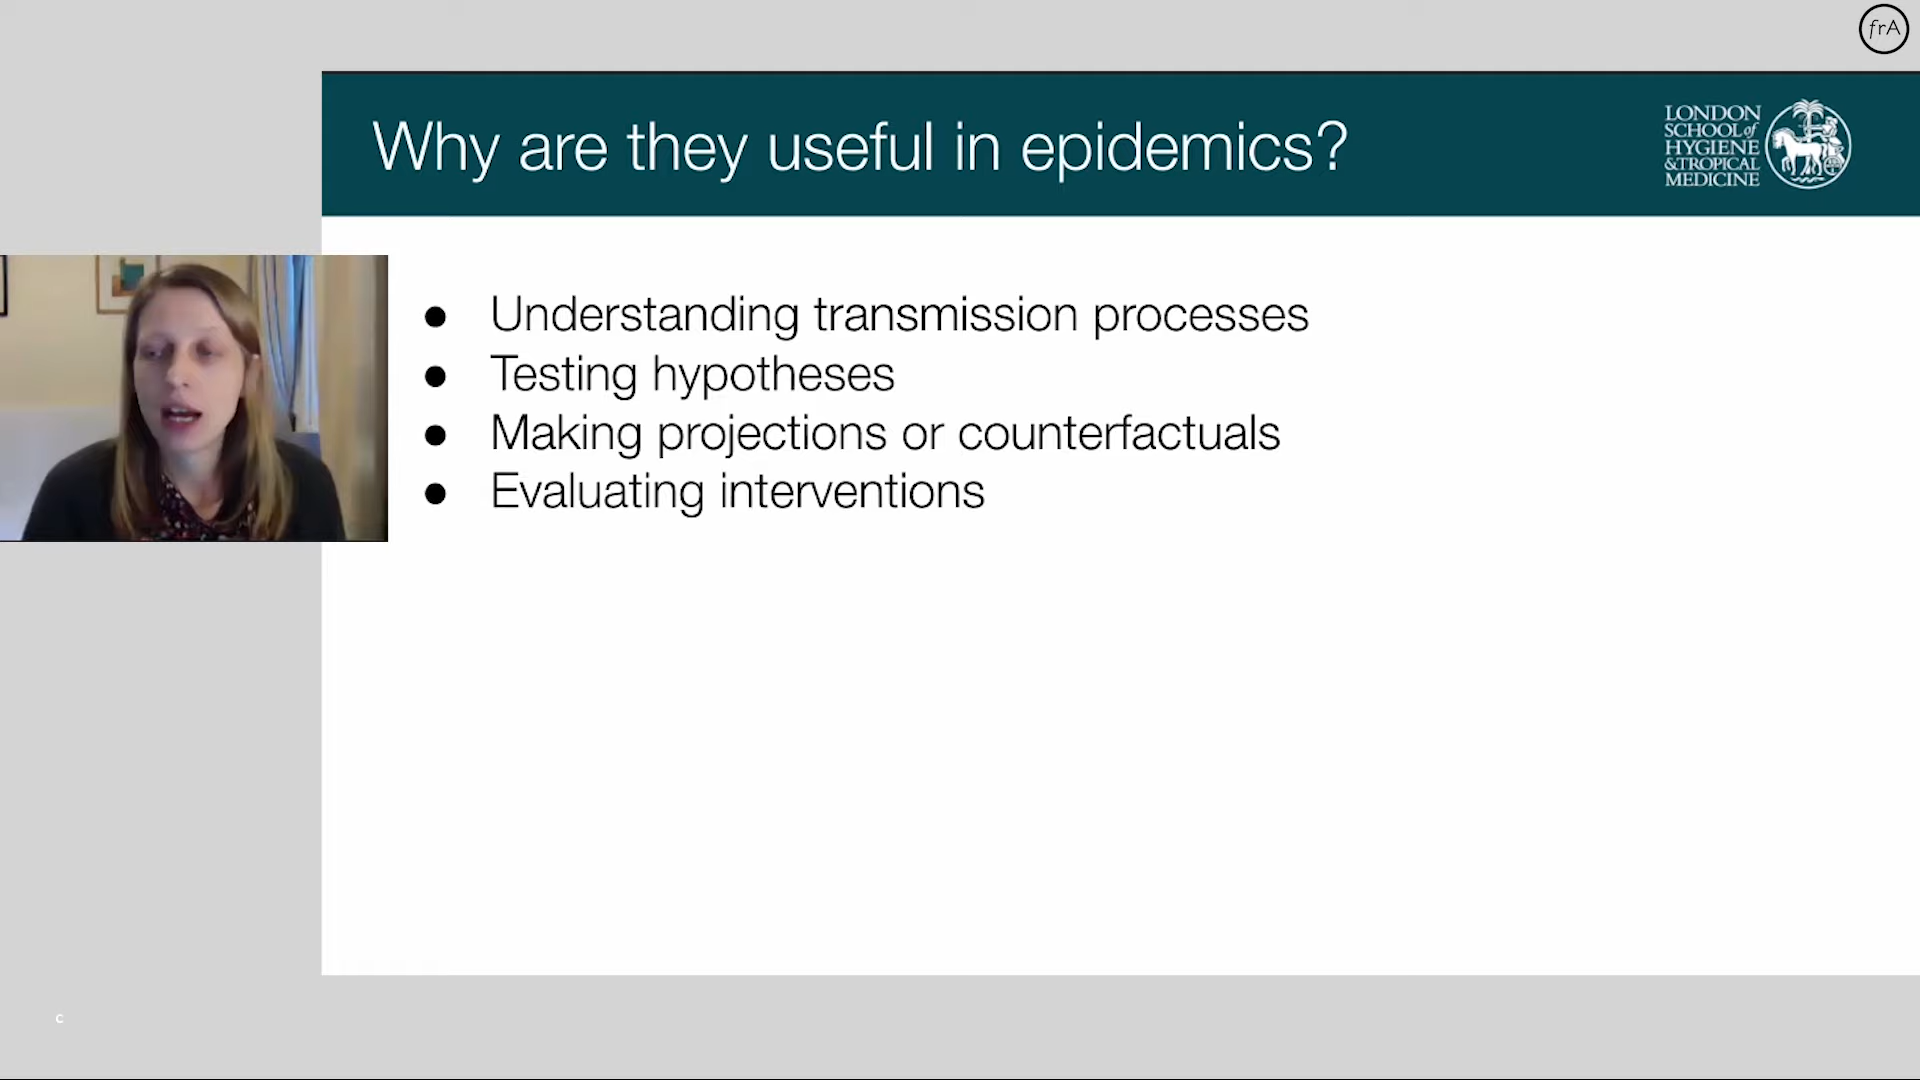 frA
Why are they useful in epidemics?
LONDON
SCHOOL of
HYGIENE
&TROPICAL
MEDICINE
● Understanding transmission processes
● Testing hypotheses
● Making projections or counterfactuals
● Evaluating interventions
c